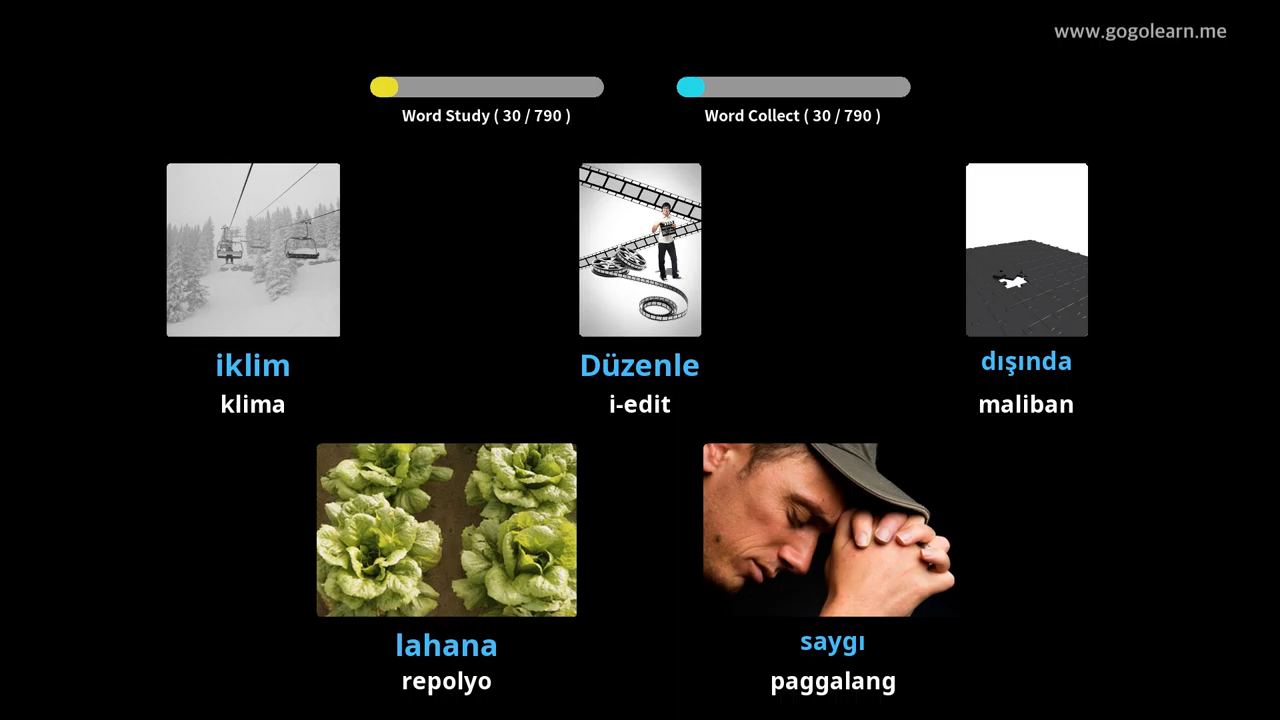 www.gogolearn.me
Word Study ( 30 / 790 )
Word Collect ( 30 / 790 )
iklim
klima
Düzenle
i-edit
dışında
maliban
lahana
repolyo
saygı
paggalang